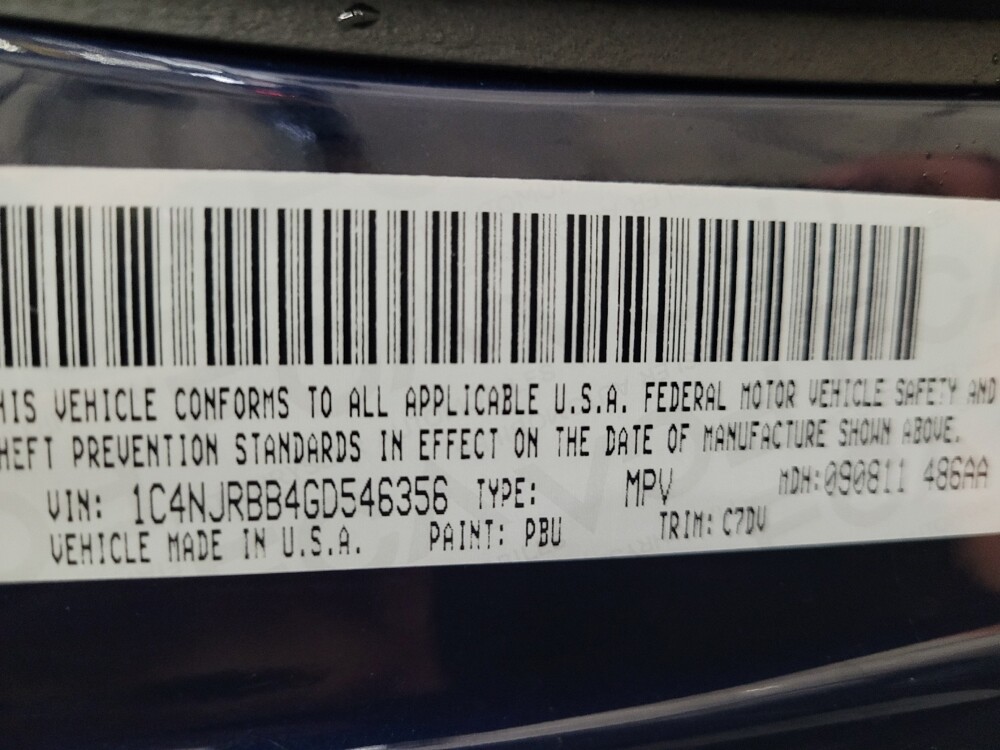 HIS VEHICLE CONFORMS TO ALL APPLICABLE U.S.A. FEDERAL MOTOR VEHICLE SAFETY AND
HEFT PREVENTION STANDARDS IN EFFECT ON THE DATE OF MANUFACTURE SHOWN ABOVE.
VIN: 1C4NJRBB4GD546356 TYPE: MPV MDH:090811 486AA
VEHICLE MADE IN U.S.A. PAINT: PBU TRIM: C7DV